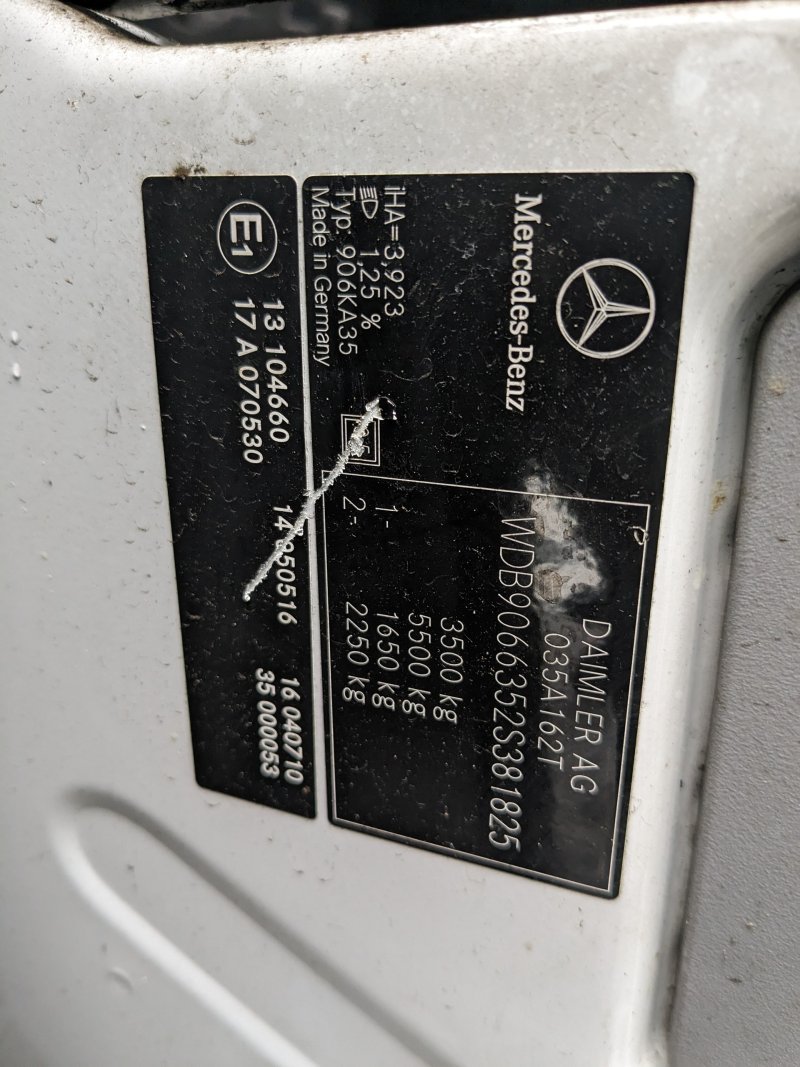 Mercedes-Benz
DAIMLER AG
035A162T
WDB9066352S381825
3500 kg
5500 kg
1- 1650 kg
2- 2250 kg
iHA=3,923
1,25 %
Typ: 906KA35
Made in Germany
E1
13 104660
17 A 070530
16 040710
35 000053